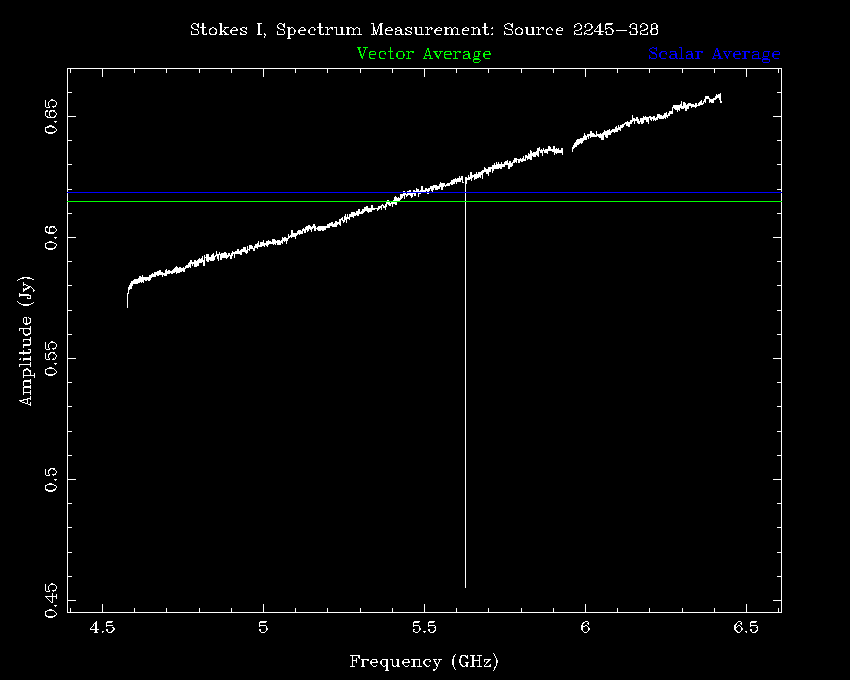 Stokes I, Spectrum Measurement: Source 2245−328
Vector Average
Scalar Average
0.65
0.6
0.55
0.5
0.45
Amplitude (Jy)
4.5
5
5.5
6
6.5
Frequency (GHz)